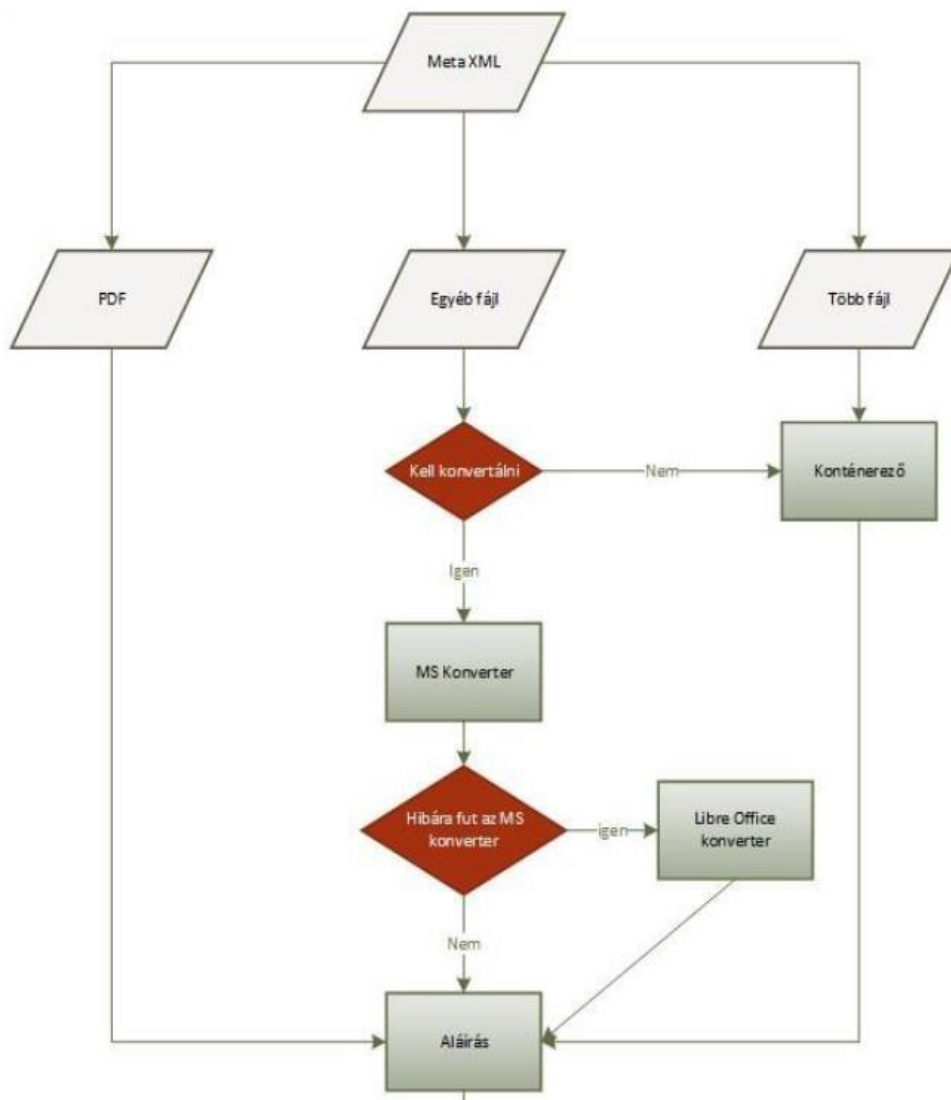 Meta XML
PDF
Egyéb fájl
Több fájl
Kell konvertálni
Nem
Konténerező
Igen
MS Konverter
Hibára fut az MS
konverter
igen
Libre Office
konverter
Nem
Aláírás